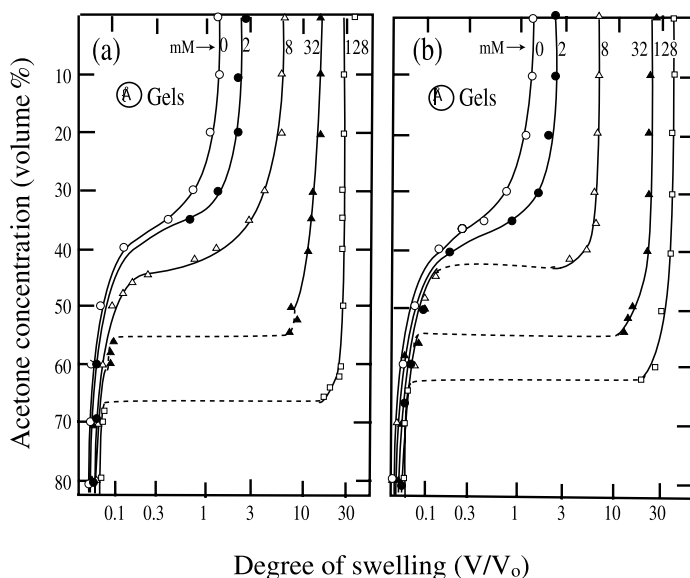 (a) mM→ 0 2 8 32 128
(b) mM→ 0 2 8 32 128
Gels
Gels
Acetone concentration (volume %)
10
20
30
40
50
60
70
80
0.1 0.3 1 3 10 30
0.1 0.3 1 3 10 30
Degree of swelling (V/Vo)